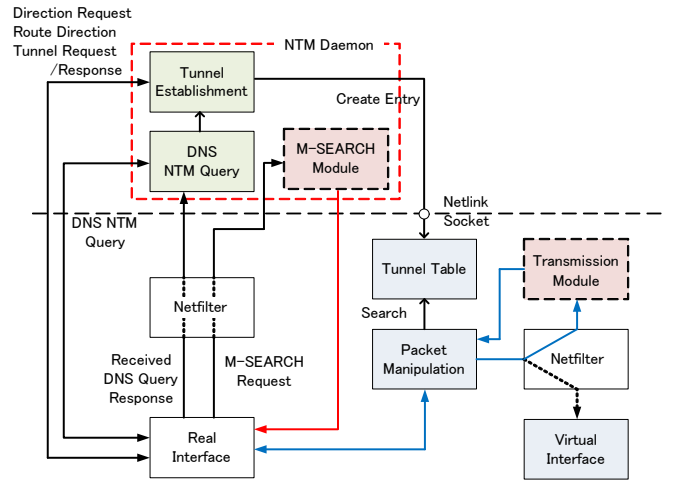 Direction Request
Route Direction
Tunnel Request
/Response
NTM Daemon
Tunnel
Establishment
Create Entry
DNS
NTM Query
M-SEARCH
Module
Netlink
Socket
DNS NTM
Query
Tunnel Table
Transmission
Module
Netfilter
Search
Packet
Manipulation
Netfilter
Received
DNS Query
Response
M-SEARCH
Request
Real
Interface
Virtual
Interface